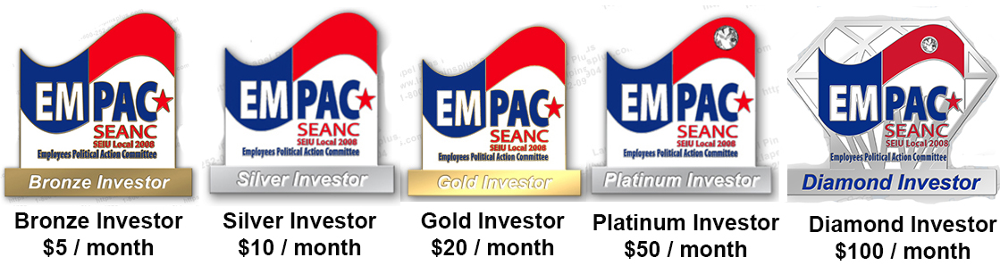 EMPAC
SEANC
SEIU Local 2008
Employees Political Action Committee
Bronze Investor
Bronze Investor
$5 / month
EMPAC
SEANC
SEIU Local 2008
Employees Political Action Committee
Silver Investor
Silver Investor
$10 / month
EMPAC
SEANC
SEIU Local 2008
Employees Political Action Committee
Gold Investor
Gold Investor
$20 / month
EMPAC
SEANC
SEIU Local 2008
Employees Political Action Committee
Platinum Investor
Platinum Investor
$50 / month
EMPAC
SEANC
SEIU Local 2008
Employees Political Action Committee
Diamond Investor
Diamond Investor
$100 / month